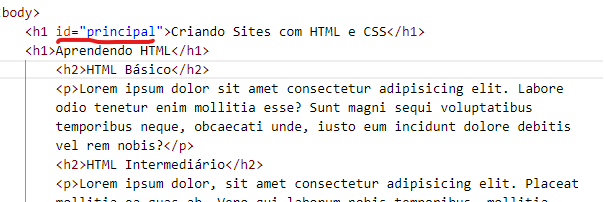 body>
<h1 id="principal">Criando Sites com HTML e CSS</h1>
<h1>Aprendendo HTML</h1>
<h2>HTML Básico</h2>
<p>Lorem ipsum dolor sit amet consectetur adipisicing elit. Labore
odio tenetur enim mollitia esse? Sunt magni sequi voluptatibus
temporibus neque, obcaecati unde, iusto eum incidunt dolore debitis
vel rem nobis?</p>
<h2>HTML Intermediário</h2>
<p>Lorem ipsum dolor, sit amet consectetur adipisicing elit. Placeat